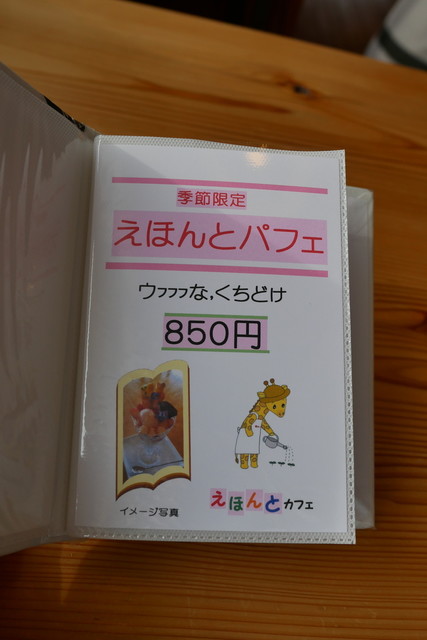 季節限定
えほんとパフェ
ウフフフな,くちどけ
850円
えほんとカフェ
イメージ写真